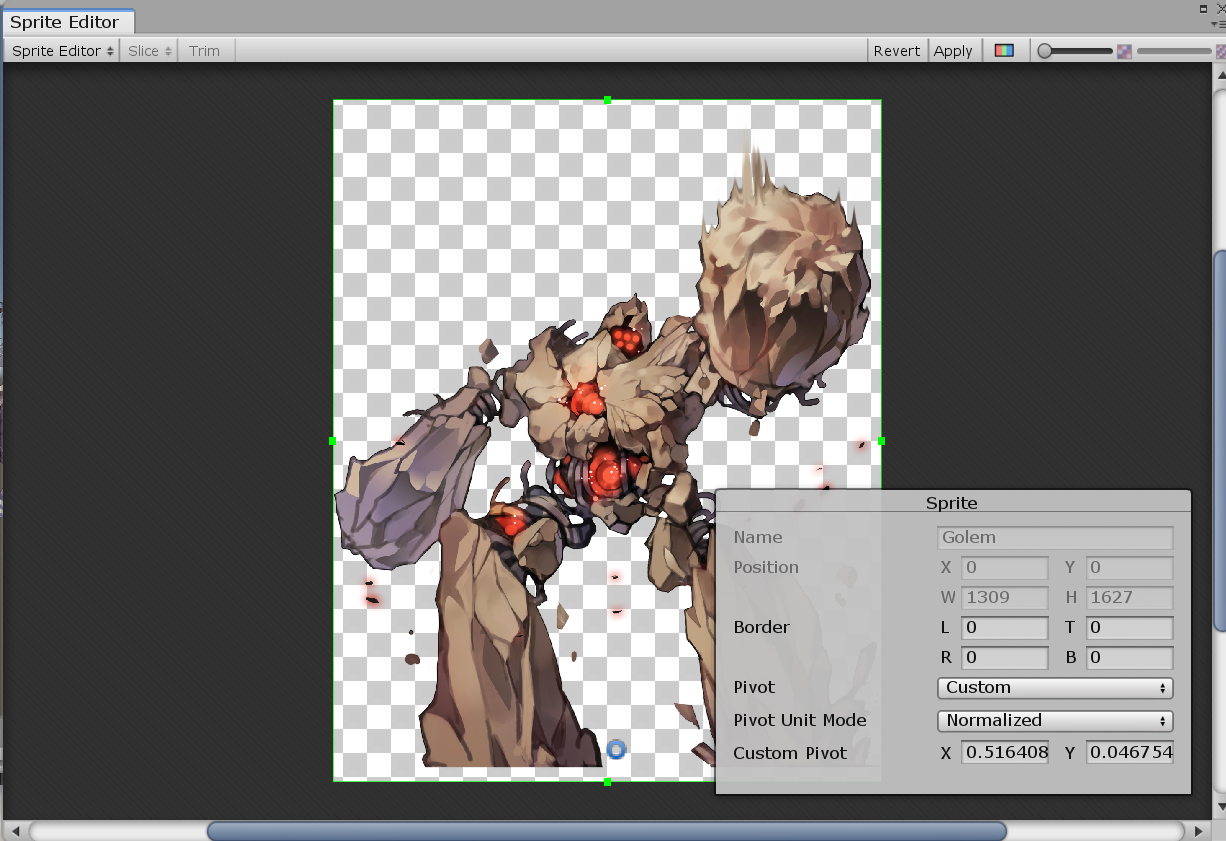 Sprite Editor
Sprite Editor Slice Trim Revert Apply
Sprite
Name Golem
Position X 0 Y 0
W 1309 H 1627
Border L 0 T 0
R 0 B 0
Pivot Custom
Pivot Unit Mode Normalized
Custom Pivot X 0.516408 Y 0.046754